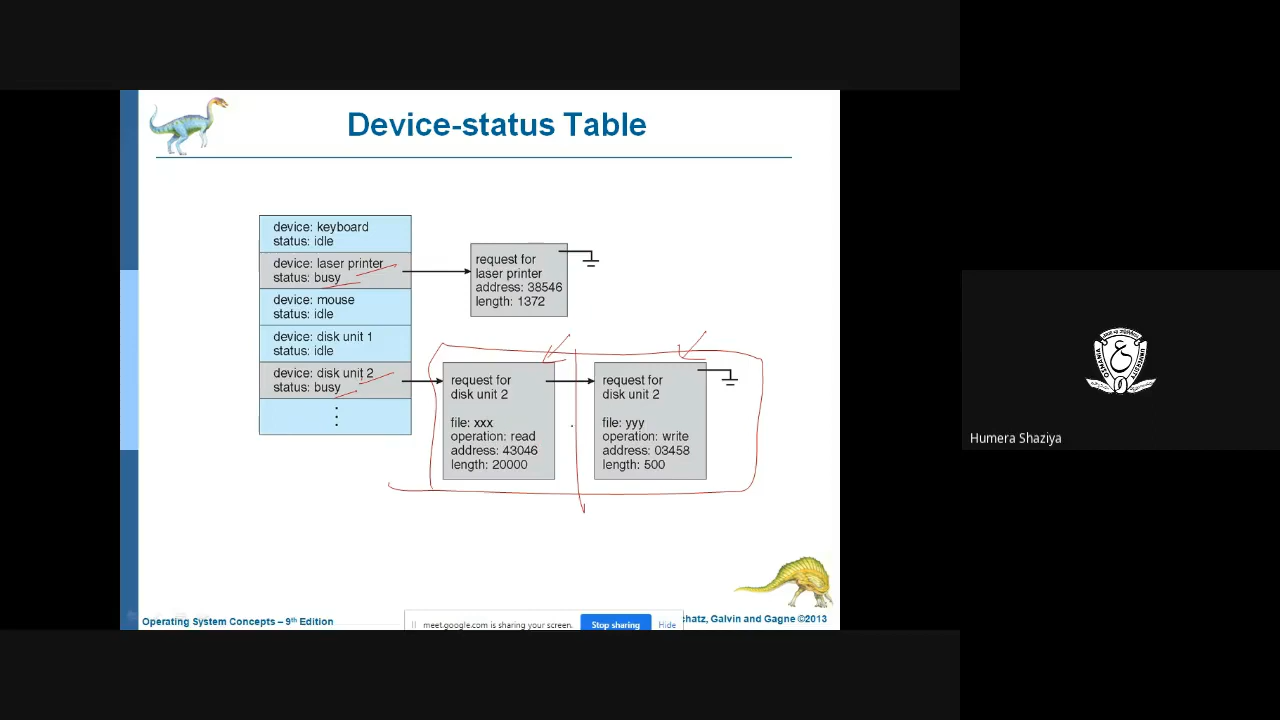 Device-status Table
device: keyboard
status: idle
device: laser printer
status: busy
device: mouse
status: idle
device: disk unit 1
status: idle
device: disk unit 2
status: busy
request for
laser printer
address: 38546
length: 1372
request for
disk unit 2
file: xxx
operation: read
address: 43046
length: 20000
request for
disk unit 2
file: yyy
operation: write
address: 03458
length: 500
Operating System Concepts – 9th Edition
meet.google.com is sharing your screen.
Stop sharing
Hide
chatz, Galvin and Gagne ©2013
Humera Shaziya